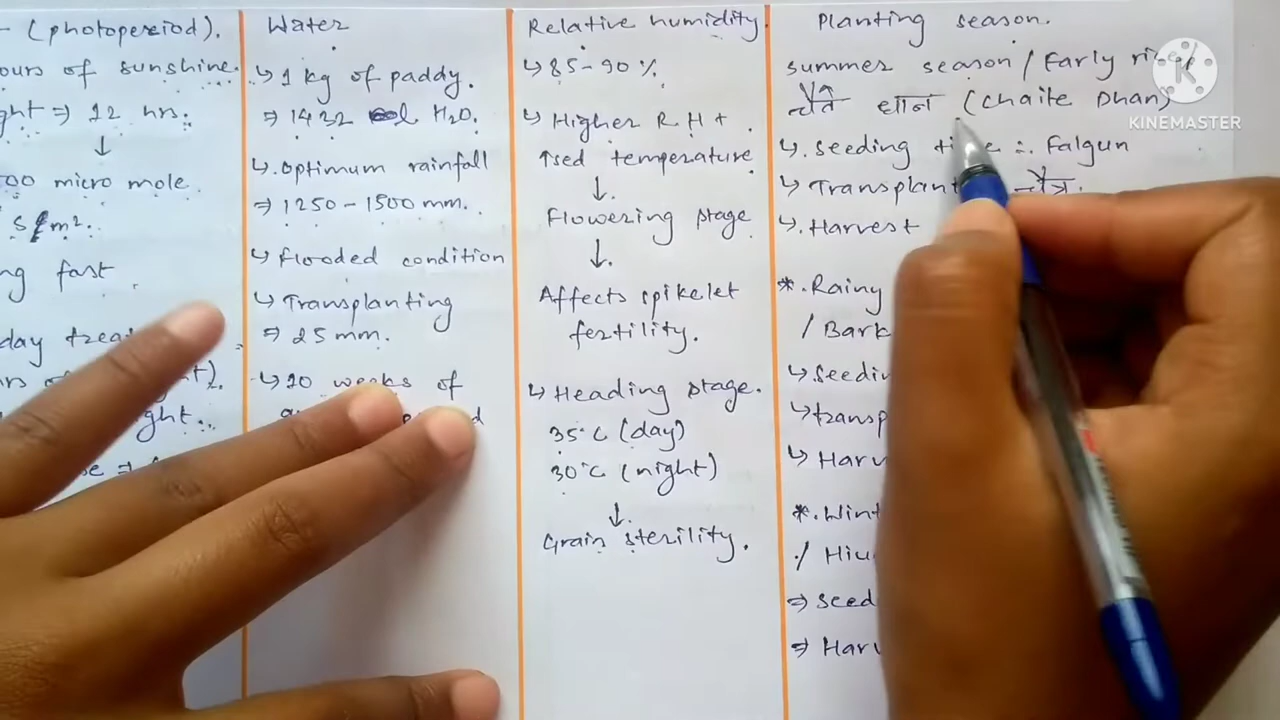 - (photoperiod).
ours of sunshine.
ght ⇒ 12 hrs.
↓
00 micro mole.
s/m².
ng fast
day
ght.
Water
↳ 1 kg of paddy.
⇒ 1432 l H₂O.
↳ optimum rainfall
⇒ 1250-1500 mm.
↳ flooded condition
↳ Transplanting
⇒ 25 mm.
↳ 20 weeks of
Relative humidity.
↳ 85-90%
↳ Higher RH +
↑sed temperature
↓
Flowering stage
↓
Affects spikelet
fertility.
↳ Heading stage.
35°C (day)
30°C (night)
↓
Grain sterility.
Planting season.
summer season / Early rice/
चैते धान (Chaite Dhan)
↳ seeding :. Falgun
↳ Transplant
↳ Harvest
*. Rainy
/ Bark
↳ seedin
↳ transp
↳ Harv
*. Wint
/ Hiu
⇒ seed
⇒ Harv
KINEMASTER